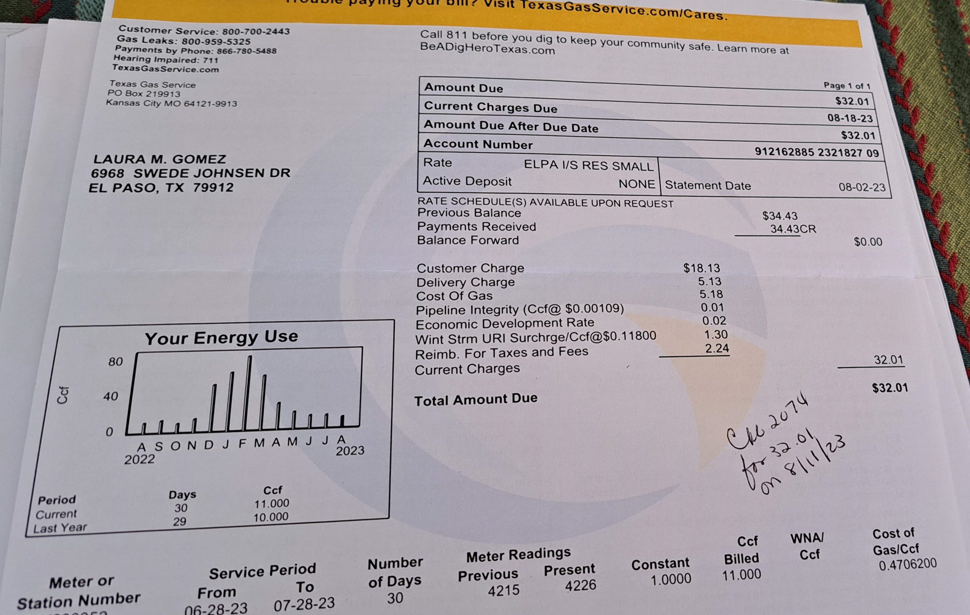 Trouble paying your bill? Visit TexasGasService.com/Cares.
Customer Service: 800-700-2443
Gas Leaks: 800-959-5325
Payments by Phone: 866-780-5488
Hearing Impaired: 711
TexasGasService.com
Texas Gas Service
PO Box 219913
Kansas City MO 64121-9913
Call 811 before you dig to keep your community safe. Learn more at
BeADigHeroTexas.com
LAURA M. GOMEZ
6968 SWEDE JOHNSEN DR
EL PASO, TX 79912
Page 1 of 1
Amount Due $32.01
Current Charges Due 08-18-23
Amount Due After Due Date $32.01
Account Number 912162885 2321827 09
Rate ELPA I/S RES SMALL
Active Deposit NONE Statement Date 08-02-23
RATE SCHEDULE(S) AVAILABLE UPON REQUEST
Previous Balance $34.43
Payments Received 34.43CR
Balance Forward $0.00
Customer Charge $18.13
Delivery Charge 5.13
Cost Of Gas 5.18
Pipeline Integrity (Ccf@ $0.00109) 0.01
Economic Development Rate 0.02
Wint Strm URI Surchrge/Ccf@$0.11800 1.30
Reimb. For Taxes and Fees 2.24
Current Charges 32.01
Total Amount Due $32.01
2074
for 32.01
on 8/11/23
Your Energy Use
Ccf
80
40
0
A S O N D J F M A M J J A
2022 2023
Period Days Ccf
Current 30 11.000
Last Year 29 10.000
Meter or
Station Number
Service Period
From To
06-28-23 07-28-23
Number
of Days
30
Meter Readings
Previous Present
4215 4226
Constant
1.0000
Ccf
Billed
11.000
WNA/
Ccf
Cost of
Gas/Ccf
0.4706200